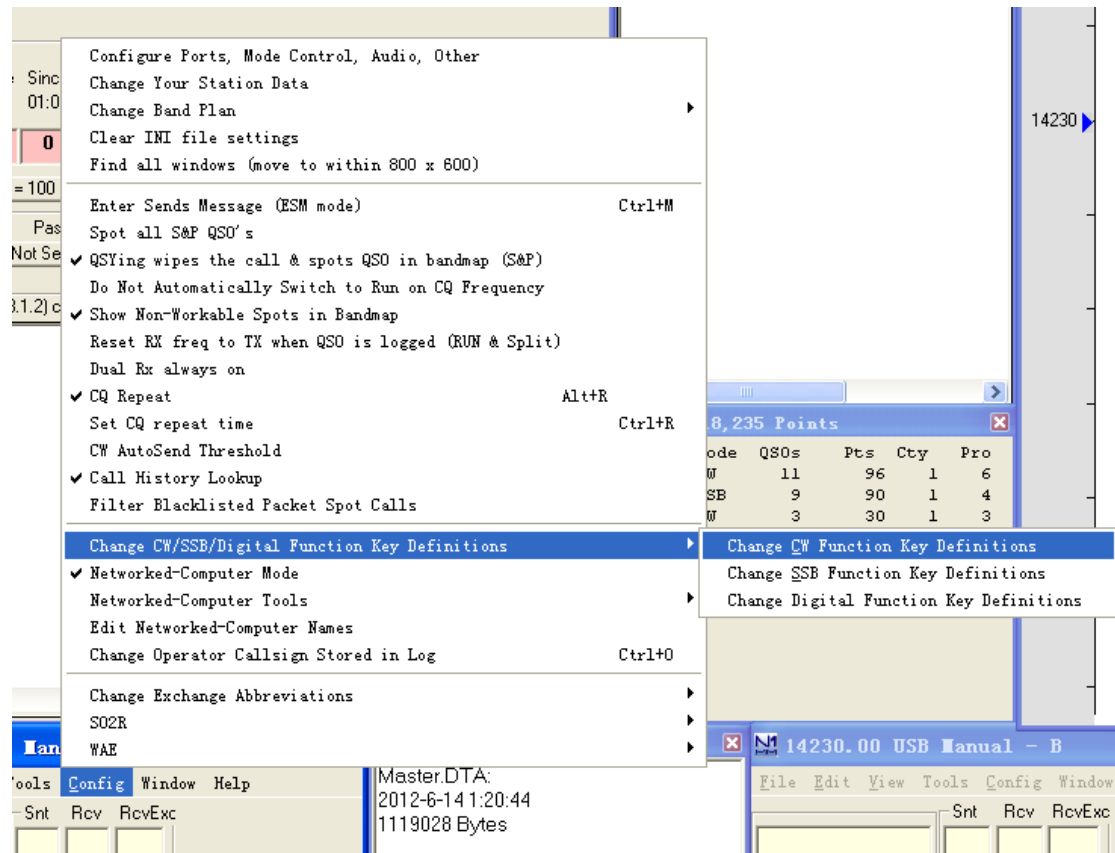 Configure Ports, Mode Control, Audio, Other
Change Your Station Data
Change Band Plan
Clear INI file settings
Find all windows (move to within 800 x 600)
Enter Sends Message (ESM mode) Ctrl+M
Spot all S&P QSO's
QSYing wipes the call & spots QSO in bandmap (S&P)
Do Not Automatically Switch to Run on CQ Frequency
Show Non-Workable Spots in Bandmap
Reset RX freq to TX when QSO is logged (RUN & Split)
Dual Rx always on
CQ Repeat Alt+R
Set CQ repeat time Ctrl+R
CW AutoSend Threshold
Call History Lookup
Filter Blacklisted Packet Spot Calls
Change CW/SSB/Digital Function Key Definitions
Networked-Computer Mode
Networked-Computer Tools
Edit Networked-Computer Names
Change Operator Callsign Stored in Log Ctrl+O
Change Exchange Abbreviations
SO2R
WAE
Change CW Function Key Definitions
Change SSB Function Key Definitions
Change Digital Function Key Definitions
Sinc
01:0
0
= 100
Pas
Not Se
3.1.2) c
14230
8,235 Points
ode QSOs Pts Cty Pro
W 11 96 1 6
SB 9 90 1 4
W 3 30 1 3
Man
ools Config Window Help
Snt Rcv RcvExc
Master.DTA:
2012-6-14 1:20:44
1119028 Bytes
N1MM 14230.00 USB Manual - B
File Edit View Tools Config Window
Snt Rcv RcvExc